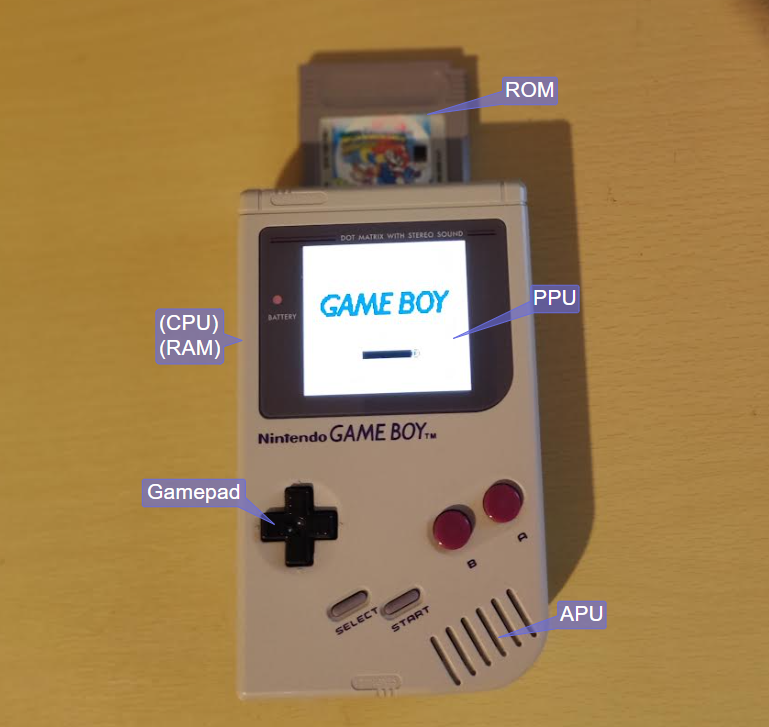 ROM
DOT MATRIX WITH STEREO SOUND
GAME BOY
PPU
BATTERY
(CPU)
(RAM)
Nintendo GAME BOY™
Gamepad
B
A
SELECT
START
APU